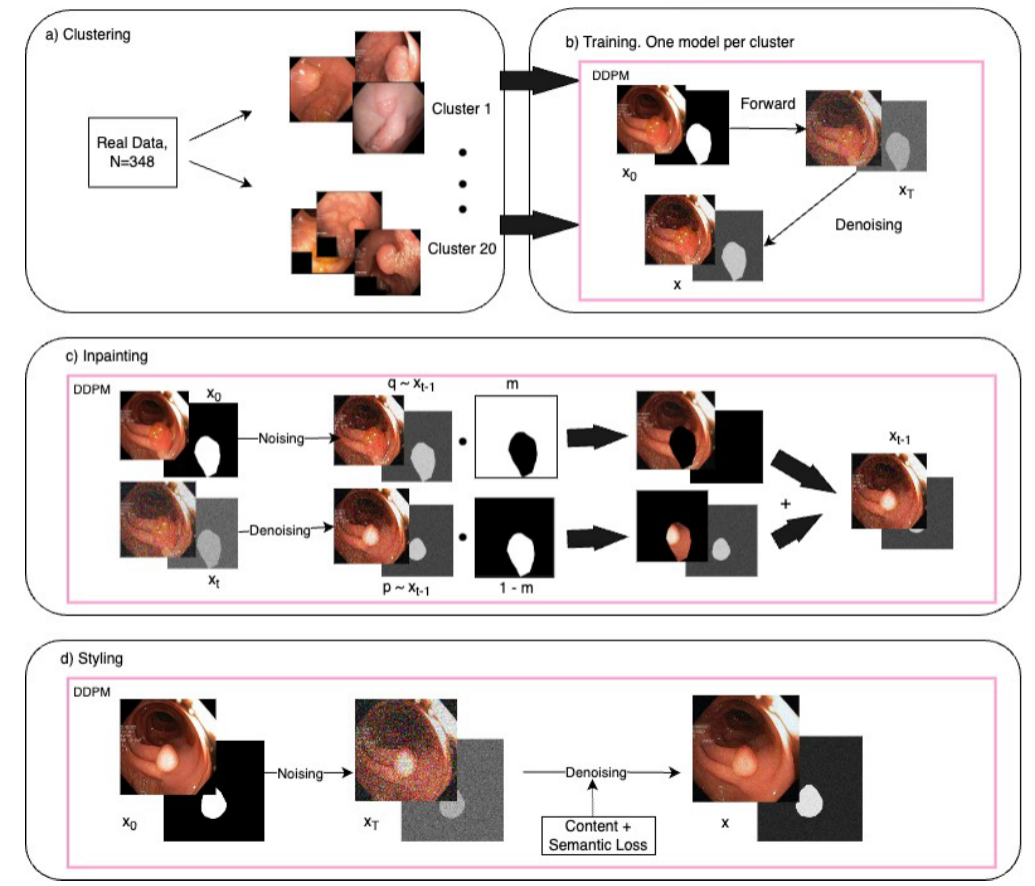 a) Clustering
Real Data,
N=348
Cluster 1
Cluster 20
b) Training. One model per cluster
DDPM
Forward
x0
xT
Denoising
x
c) Inpainting
DDPM
x0
q ~ xt-1
m
Noising
xt-1
+
Denoising
xt
p ~ xt-1
1 - m
d) Styling
DDPM
Noising
Denoising
x0
xT
Content +
Semantic Loss
x